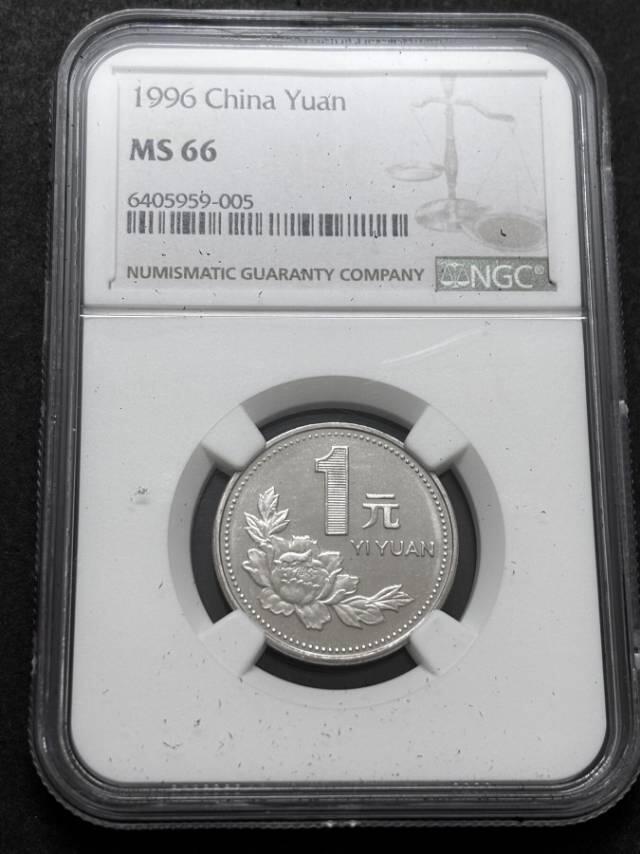 1996 China Yuan
MS 66
6405959-005
NUMISMATIC GUARANTY COMPANY NGC®
1 元
YI YUAN